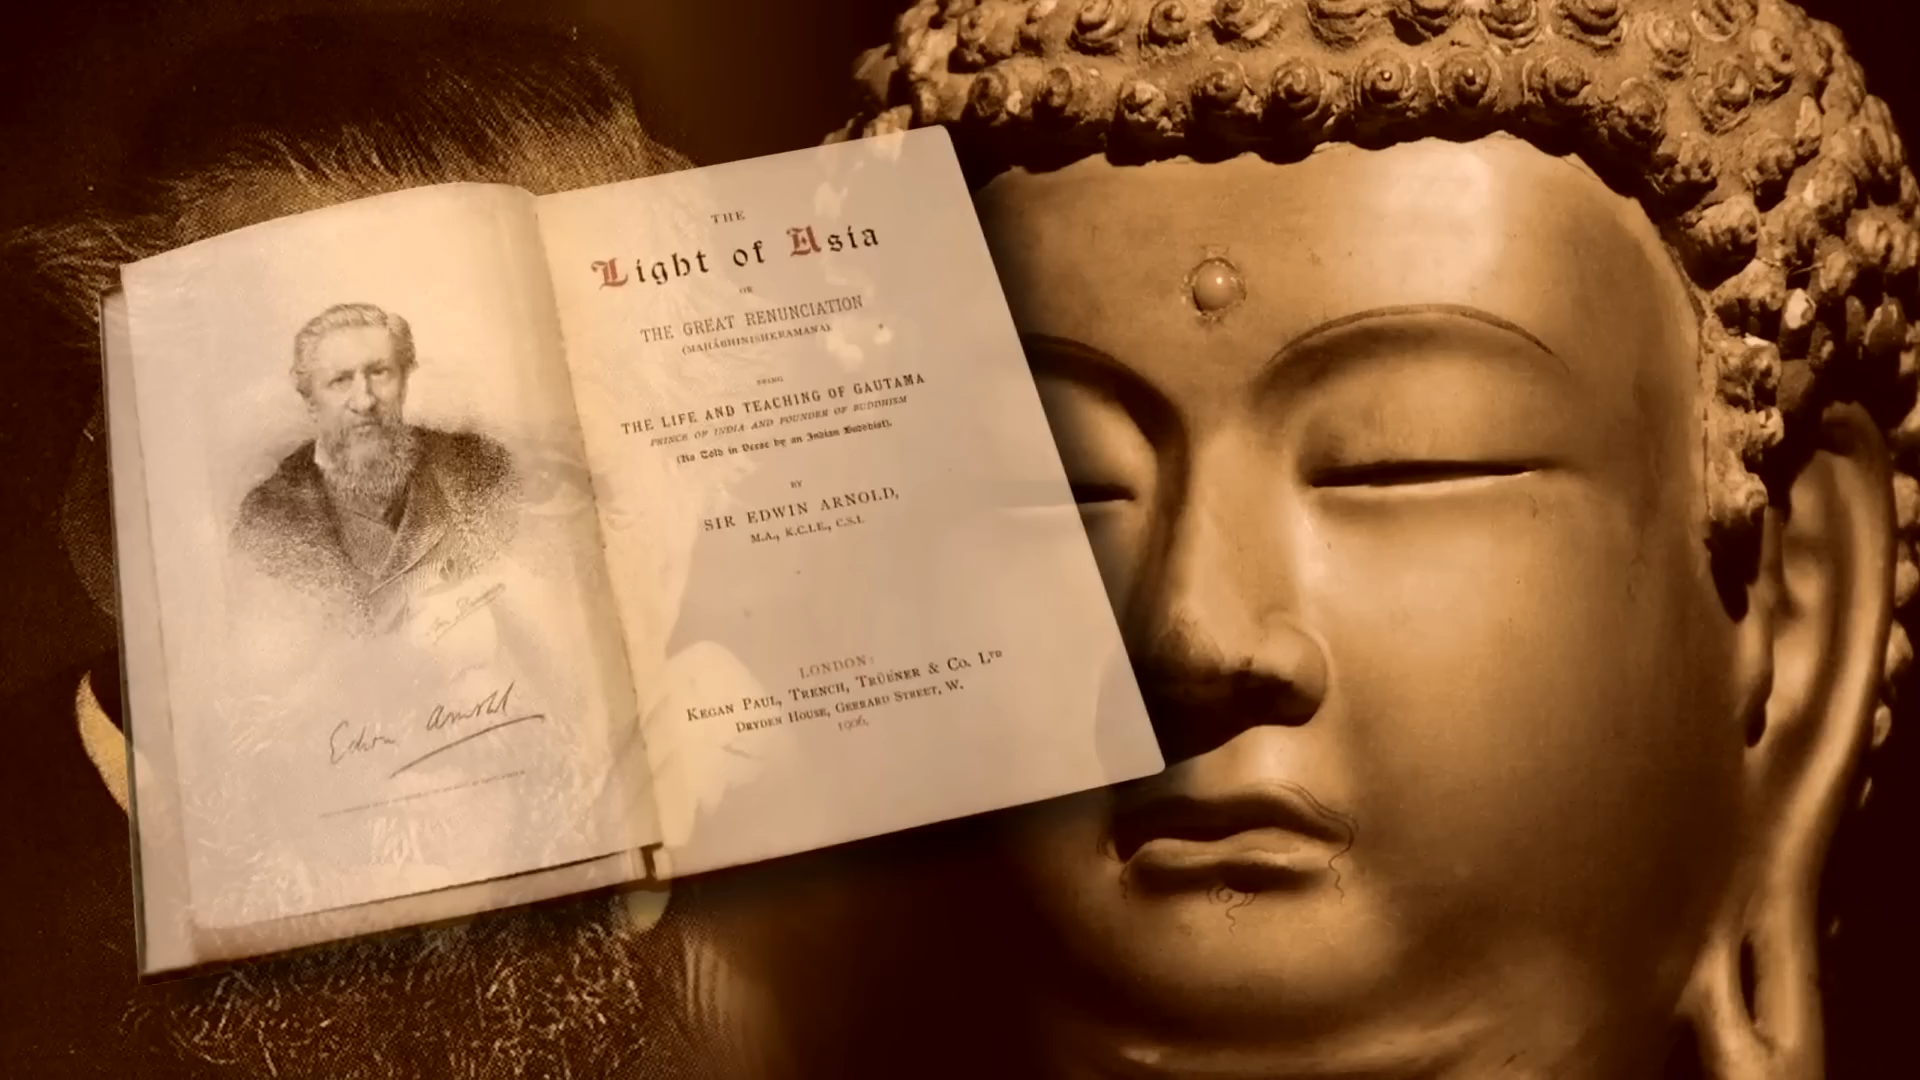 Edwin Arnold
THE
Light of Asia
OR
THE GREAT RENUNCIATION
(MAHÂBHINISHKRAMANA)
BEING
THE LIFE AND TEACHING OF GAUTAMA
PRINCE OF INDIA AND FOUNDER OF BUDDHISM
(As Told in Verse by an Indian Buddhist).
BY
SIR EDWIN ARNOLD,
M.A., K.C.I.E., C.S.I.
LONDON:
KEGAN PAUL, TRENCH, TRÜBNER & CO. LTD
DRYDEN HOUSE, GERRARD STREET, W.
1906.